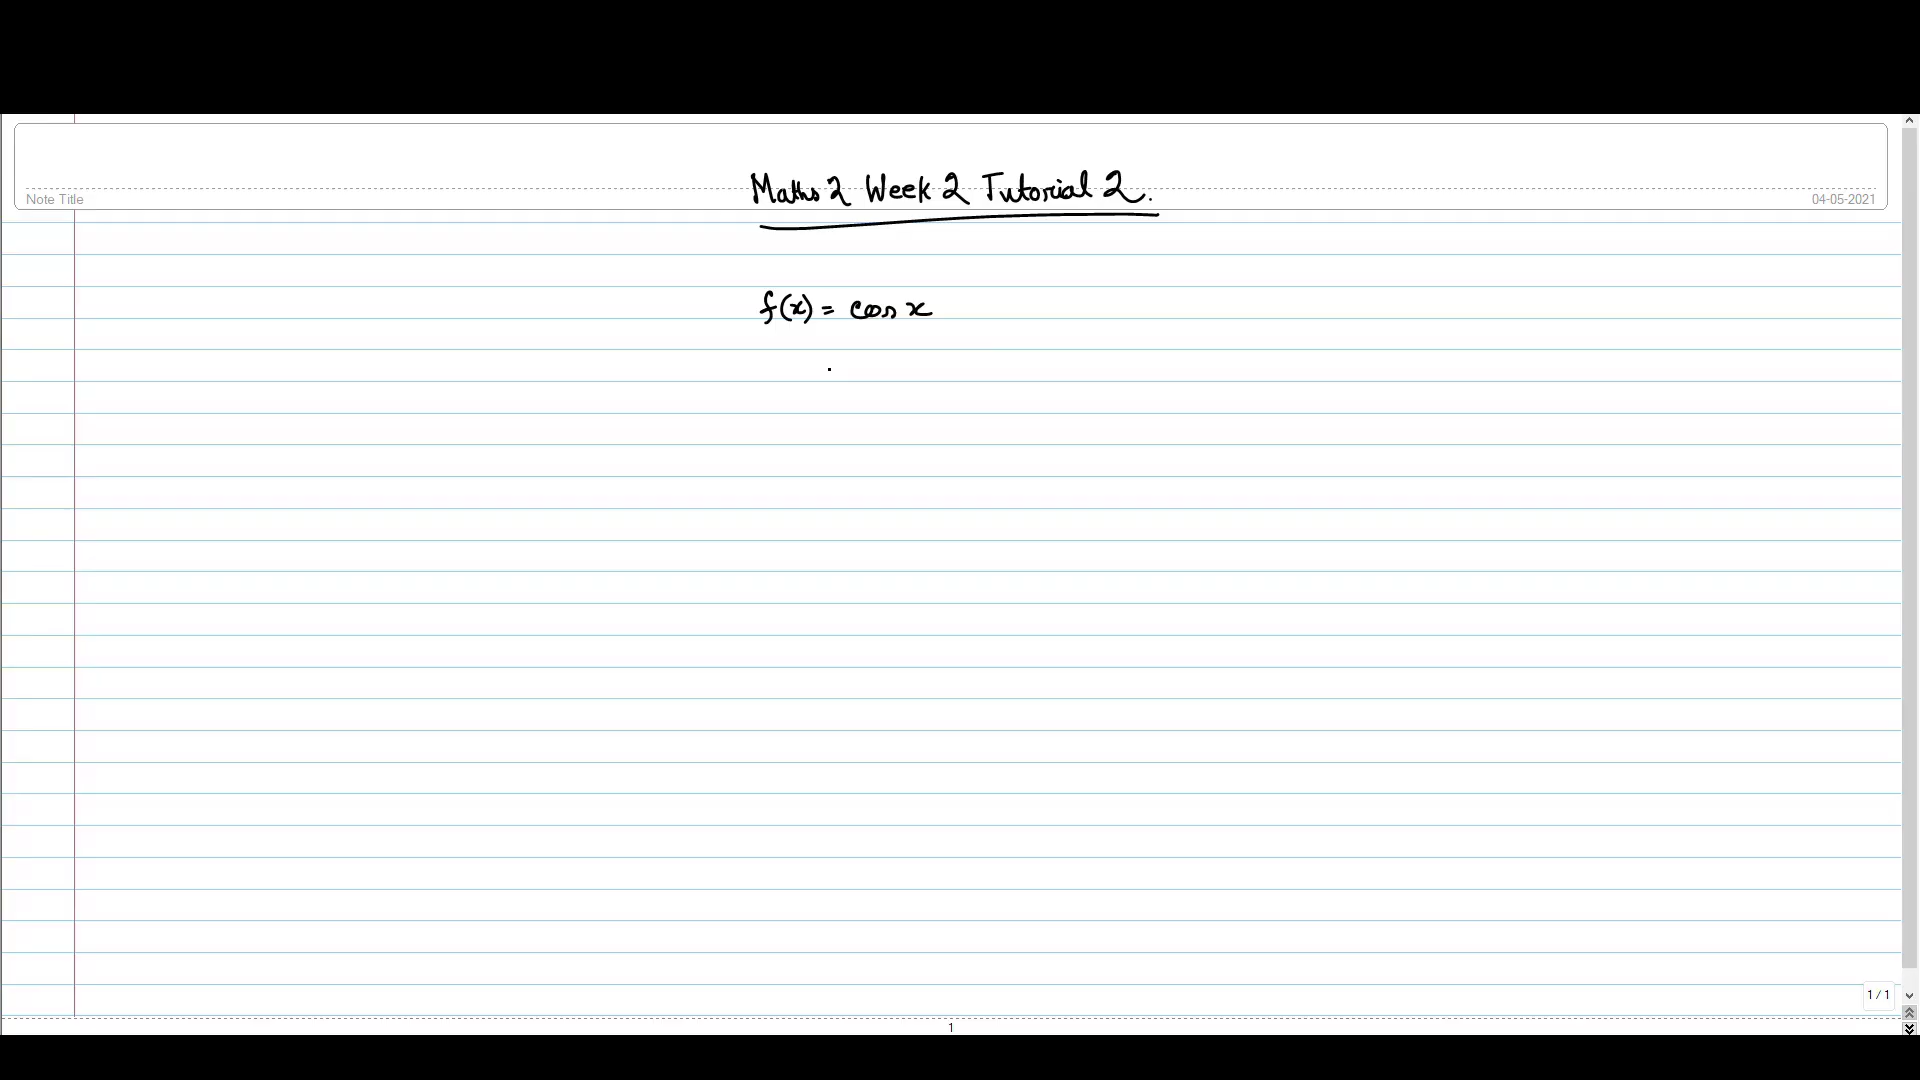 Maths 2 Week 2 Tutorial 2.
Note Title
04-05-2021
f(x) = cos x
1 / 1
1